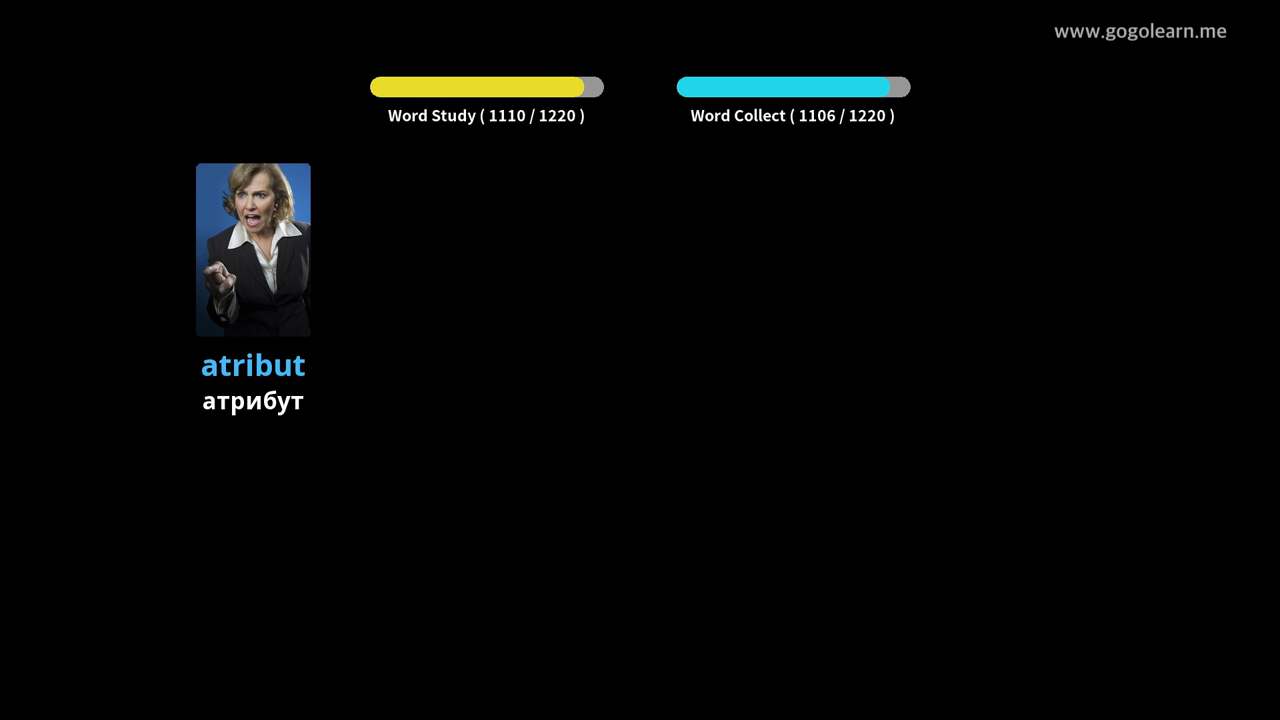 www.gogolearn.me
Word Study ( 1110 / 1220 )
Word Collect ( 1106 / 1220 )
atribut
атрибут